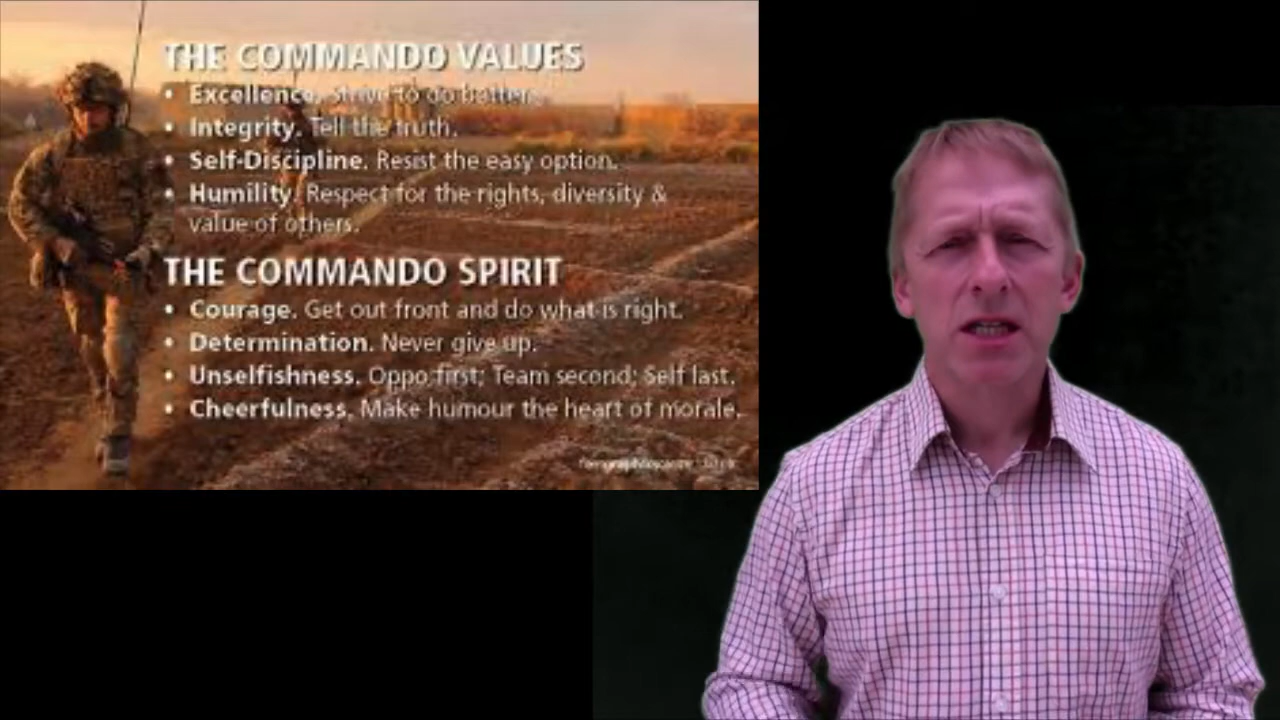 THE COMMANDO VALUES
• Excellence. Strive to do better.
• Integrity. Tell the truth.
• Self-Discipline. Resist the easy option.
• Humility. Respect for the rights, diversity &
value of others.
THE COMMANDO SPIRIT
• Courage. Get out front and do what is right.
• Determination. Never give up.
• Unselfishness. Oppo first; Team second; Self last.
• Cheerfulness. Make humour the heart of morale.